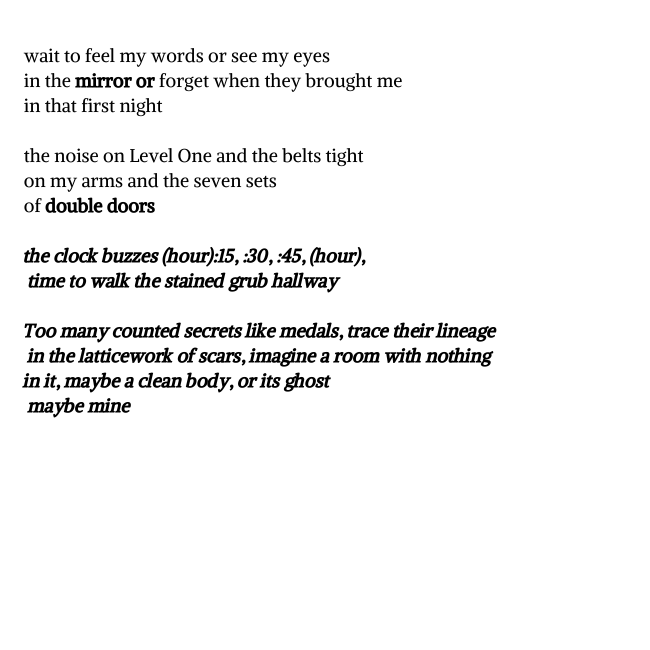 wait to feel my words or see my eyes
in the mirror or forget when they brought me
in that first night
the noise on Level One and the belts tight
on my arms and the seven sets
of double doors
the clock buzzes (hour):15, :30, :45, (hour),
time to walk the stained grub hallway
Too many counted secrets like medals, trace their lineage
in the latticework of scars, imagine a room with nothing
in it, maybe a clean body, or its ghost
maybe mine